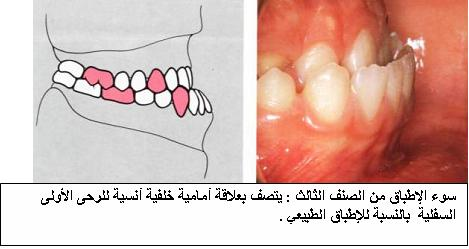 سوء الإطباق من الصنف الثالث : يتصف بعلاقة أمامية خلفية أنسية للرحى الأولى
السفلية بالنسبة للإطباق الطبيعي .